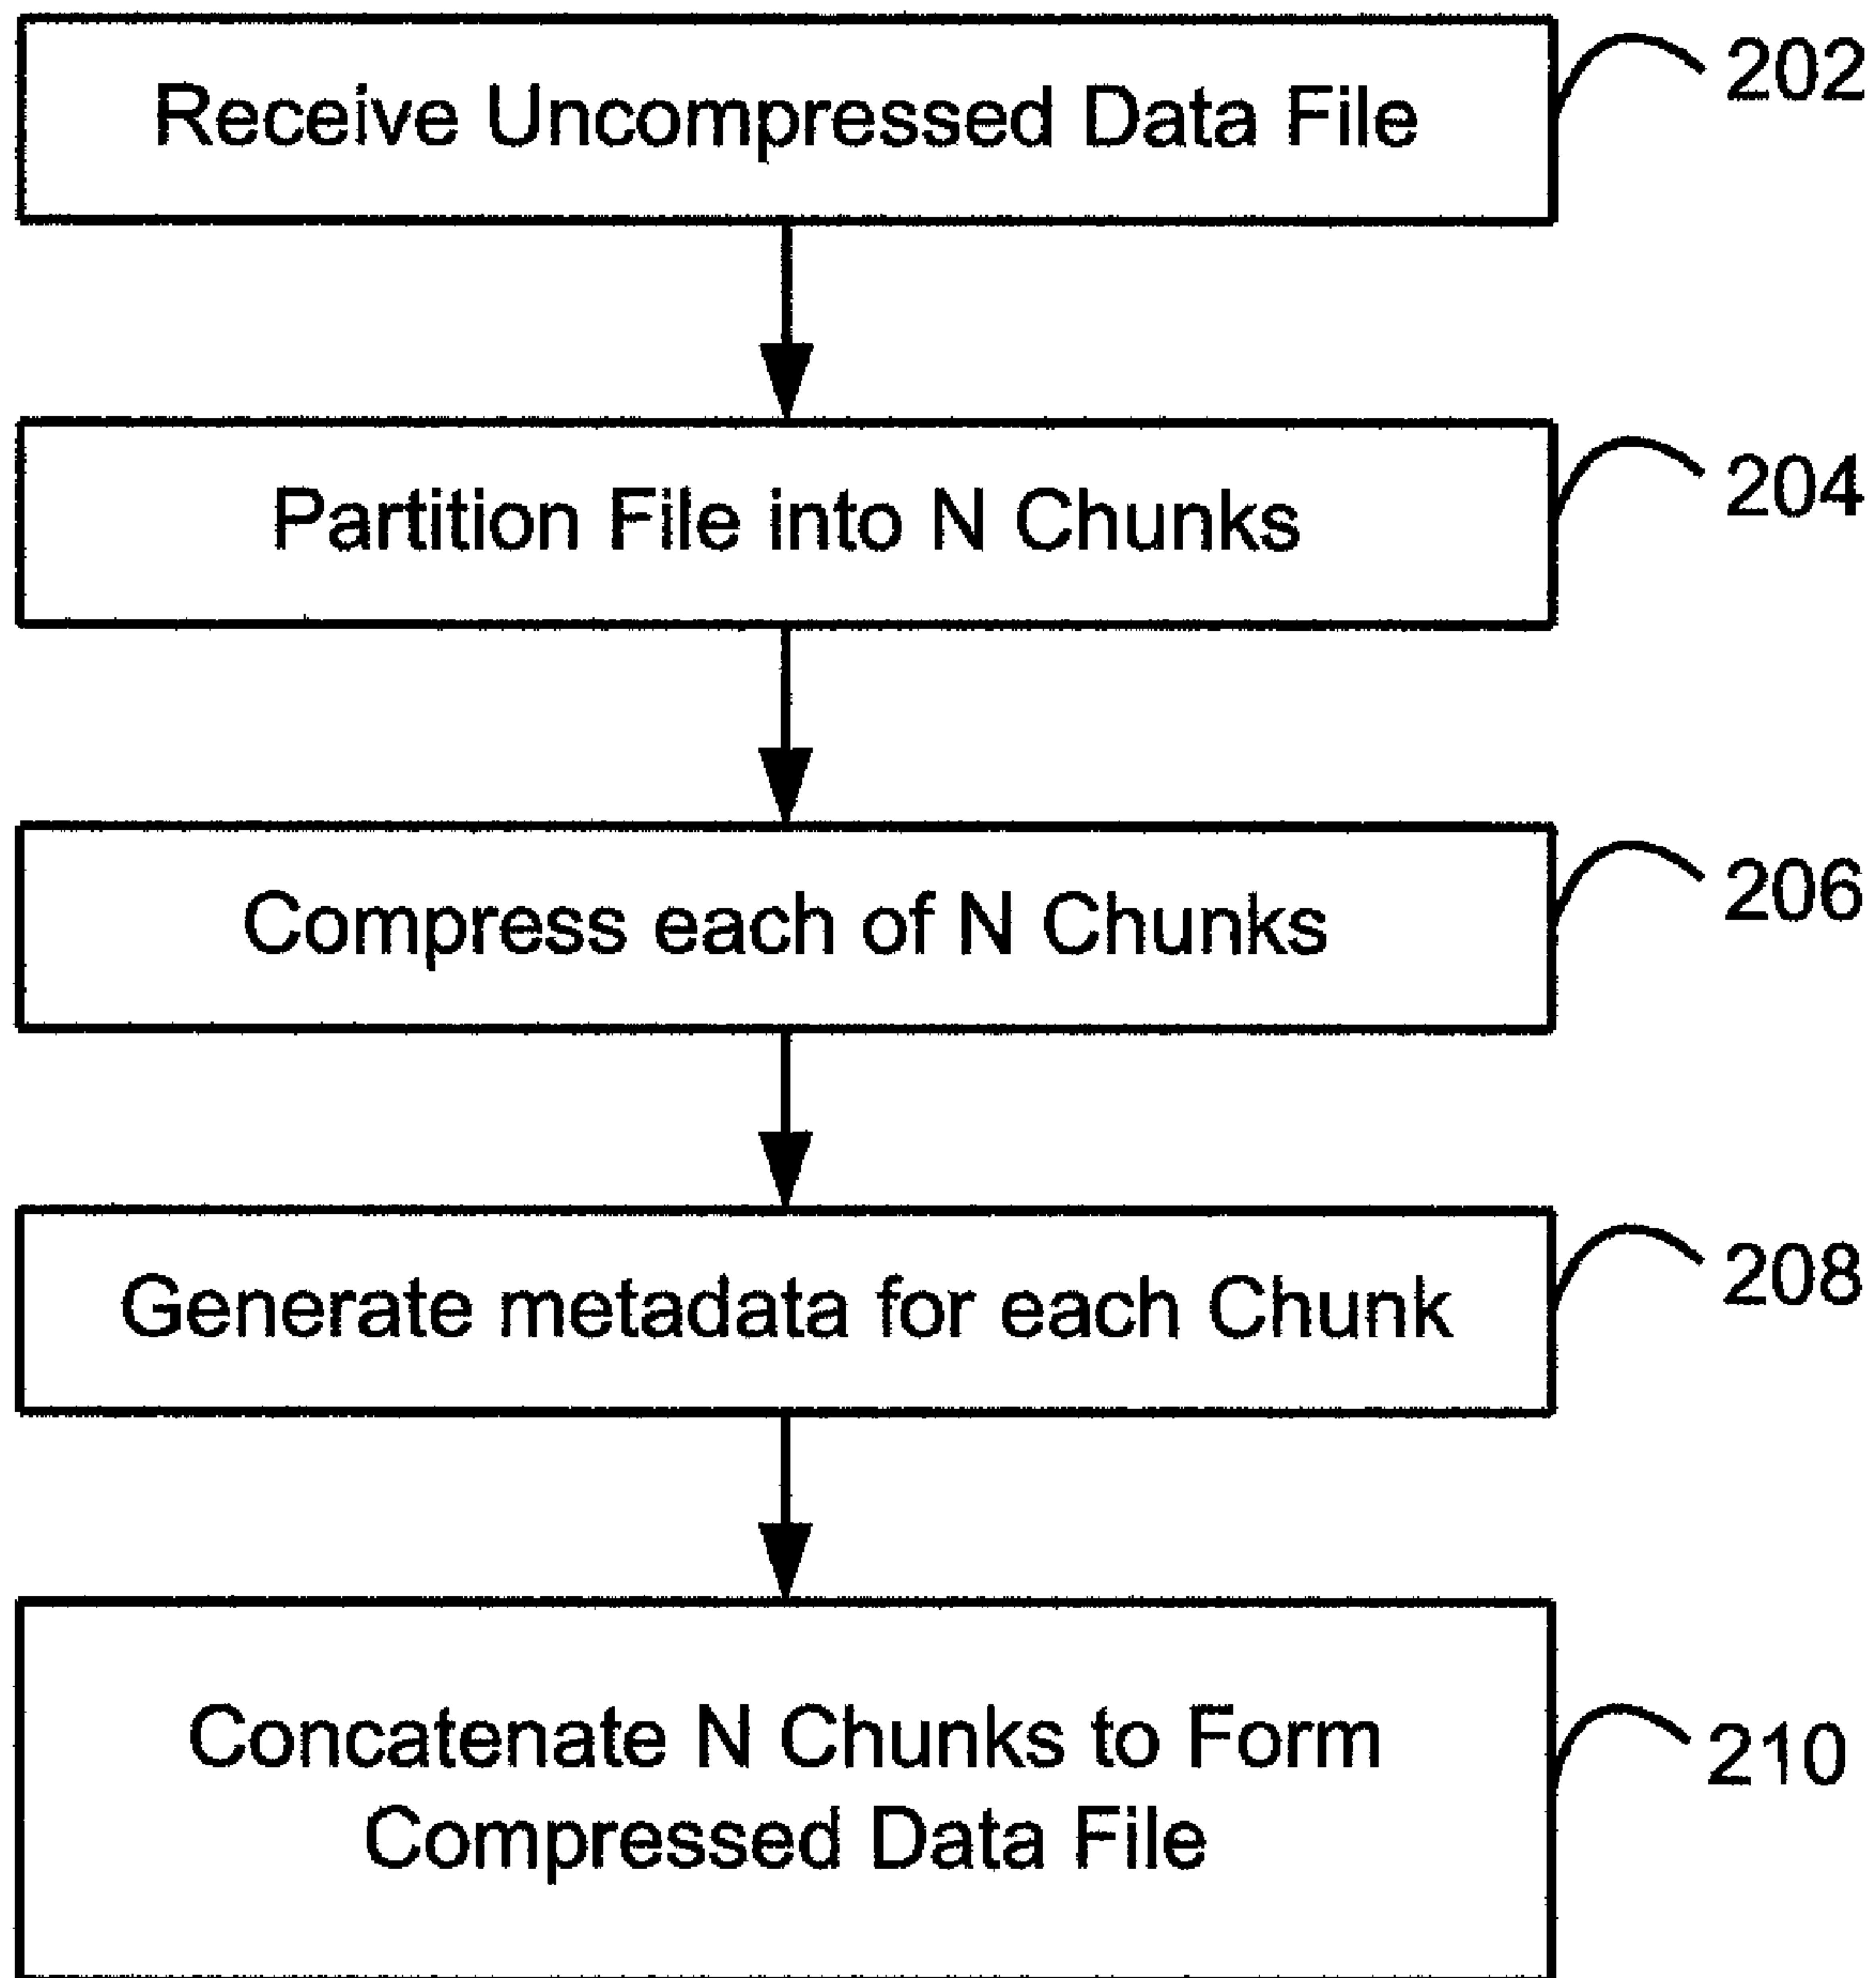 Receive Uncompressed Data File
202
Partition File into N Chunks
204
Compress each of N Chunks
206
Generate metadata for each Chunk
208
Concatenate N Chunks to Form
Compressed Data File
210